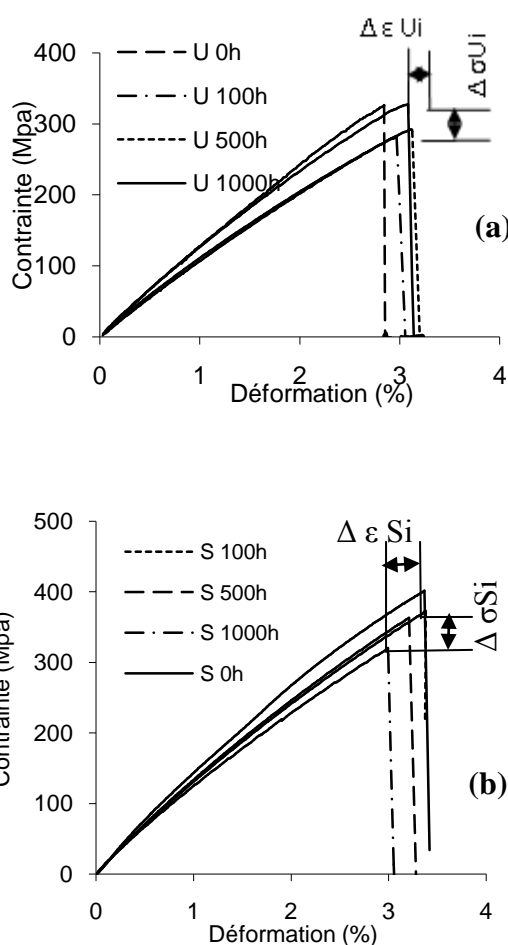 Δ ε Ui
Δ σUi
400
300
200
100
0
Contrainte (Mpa)
U 0h
U 100h
U 500h
U 1000h
(a)
0 1 2 3 4
Déformation (%)
500
400
300
200
100
0
Contrainte (Mpa)
S 100h
S 500h
S 1000h
S 0h
Δ ε Si
Δ σSi
(b)
0 1 2 3 4
Déformation (%)